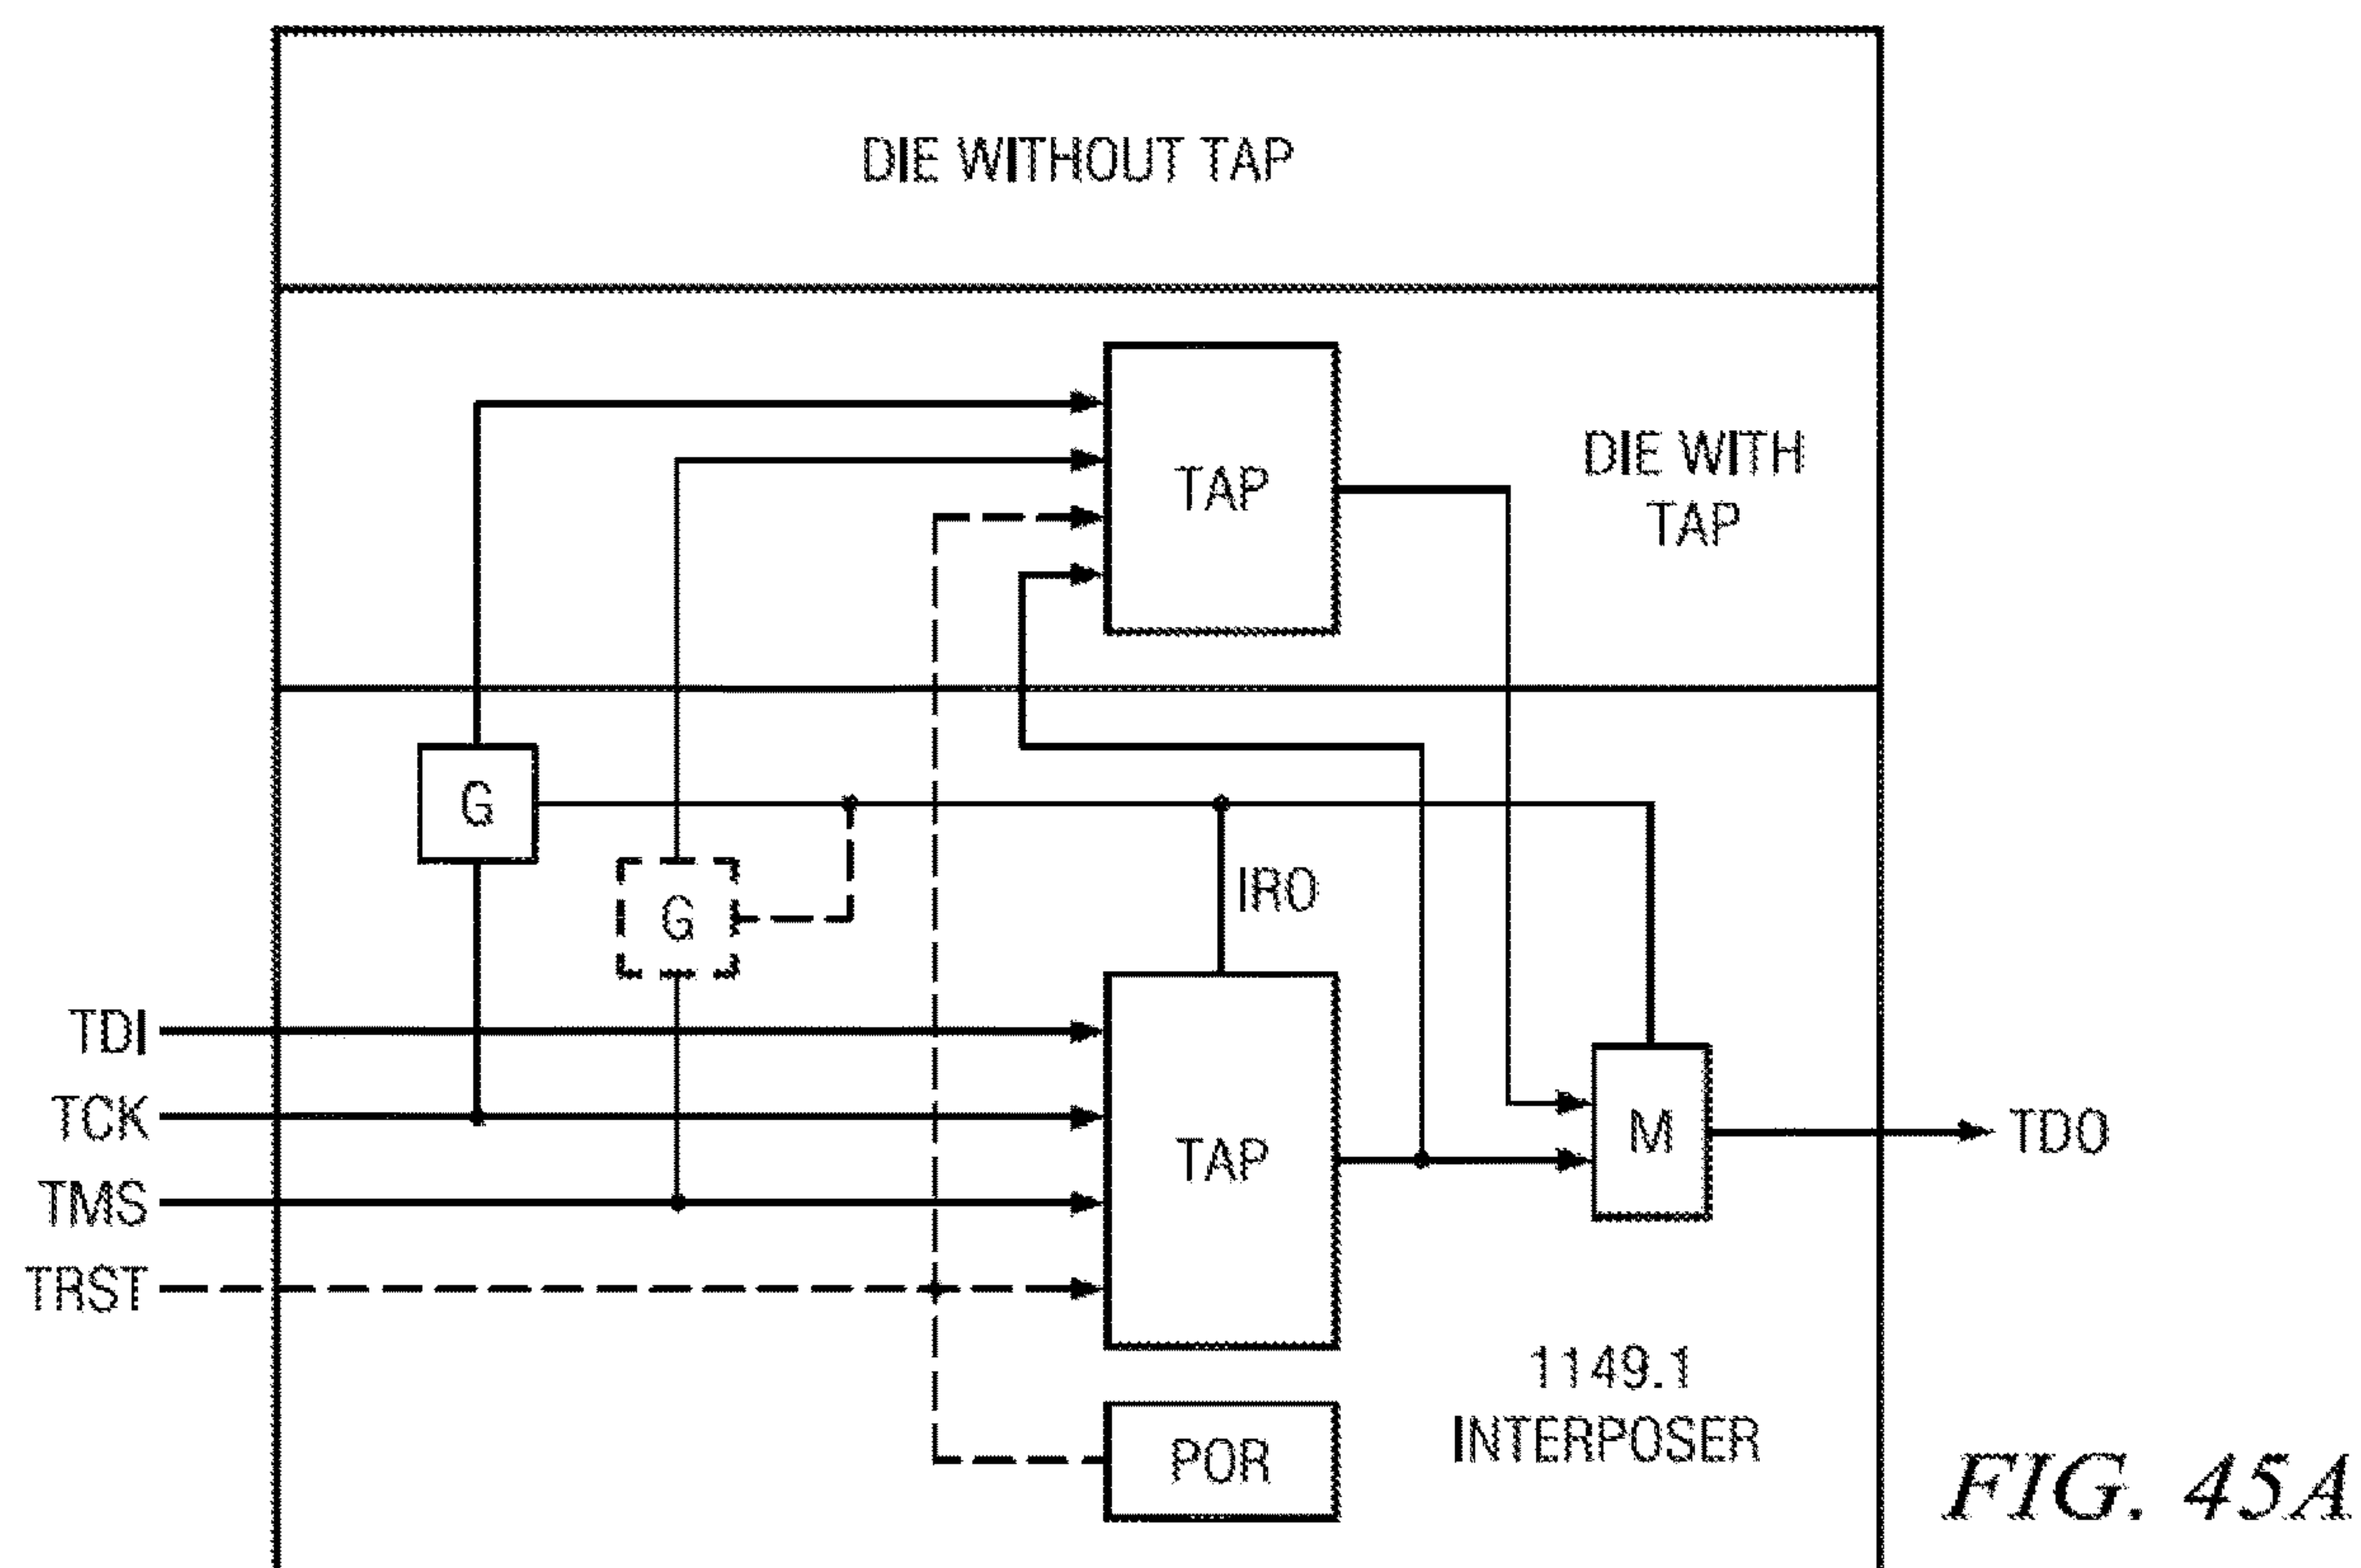 DIE WITHOUT TAP
TAP
DIE WITH
TAP
G
G
IRO
TDI
TCK
TMS
TRST
TAP
M
TDO
POR
1149.1
INTERPOSER
FIG. 45A